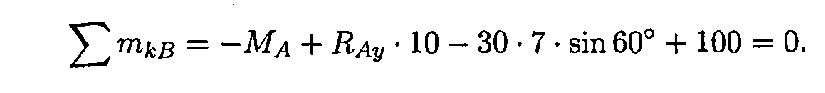 ∑ m_{kB} = −M_A + R_{Ay} · 10 − 30 · 7 · sin 60° + 100 = 0.